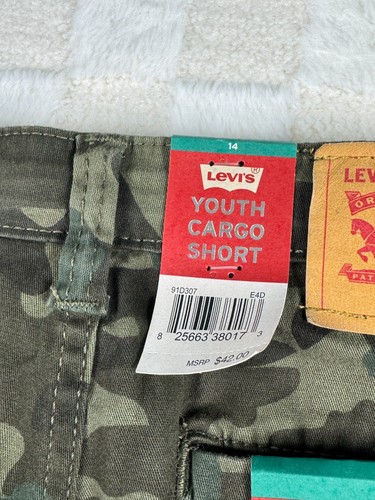 14
LEVI'S®
YOUTH
CARGO
SHORT
91D307 E4D
8 25663 38017 3
MSRP $42.00
LEV
OR
PAT